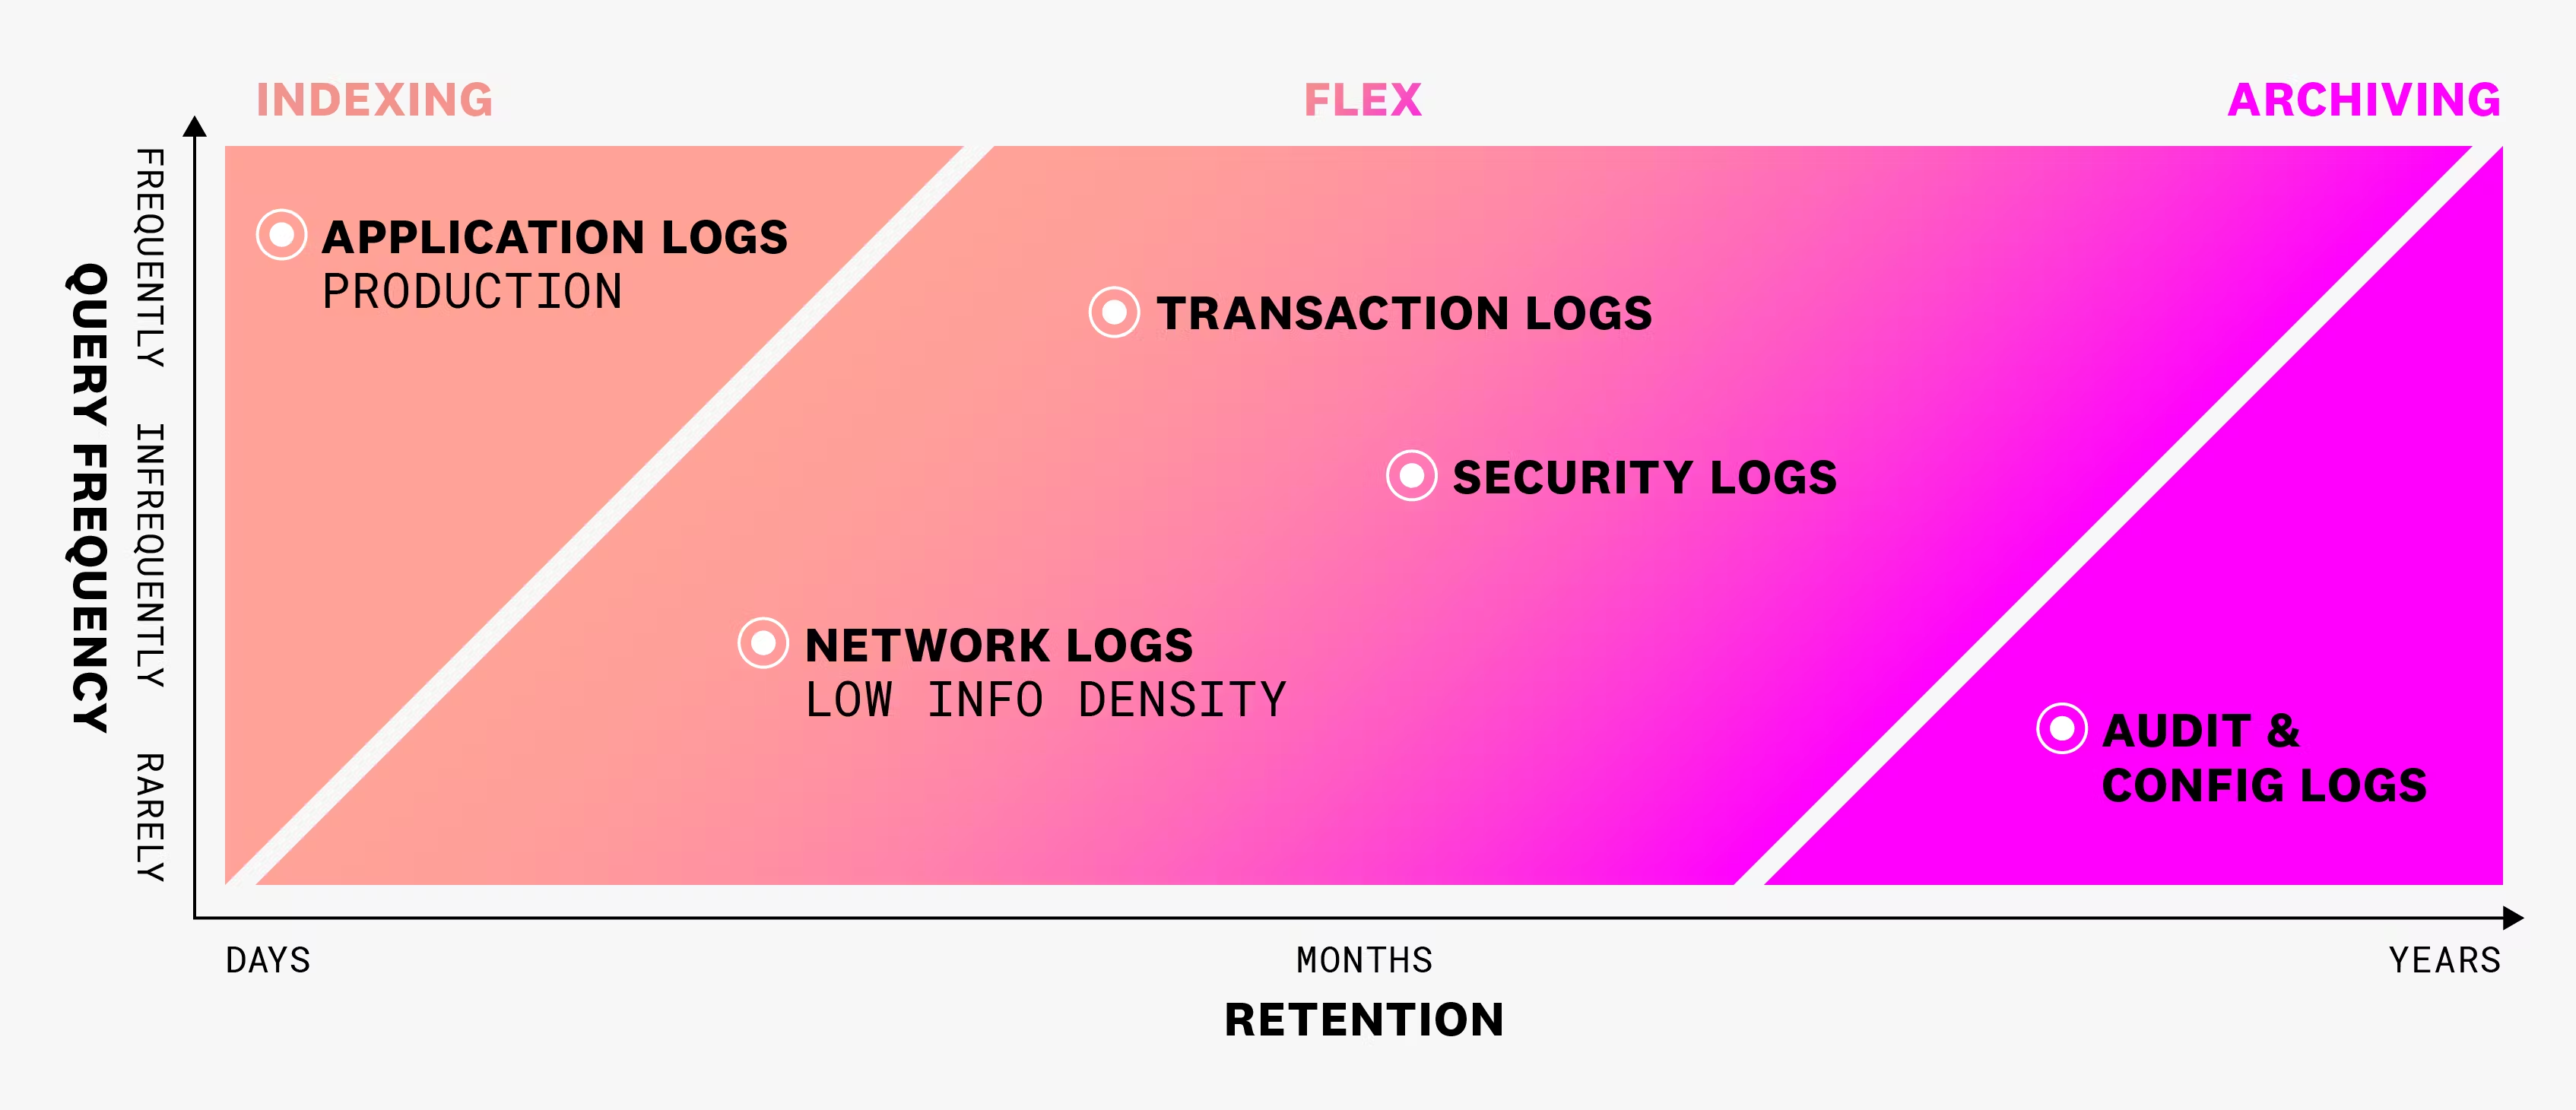 INDEXING
FLEX
ARCHIVING
QUERY FREQUENCY
FREQUENTLY
INFREQUENTLY
RARELY
APPLICATION LOGS
PRODUCTION
TRANSACTION LOGS
SECURITY LOGS
NETWORK LOGS
LOW INFO DENSITY
AUDIT &
CONFIG LOGS
DAYS
MONTHS
YEARS
RETENTION